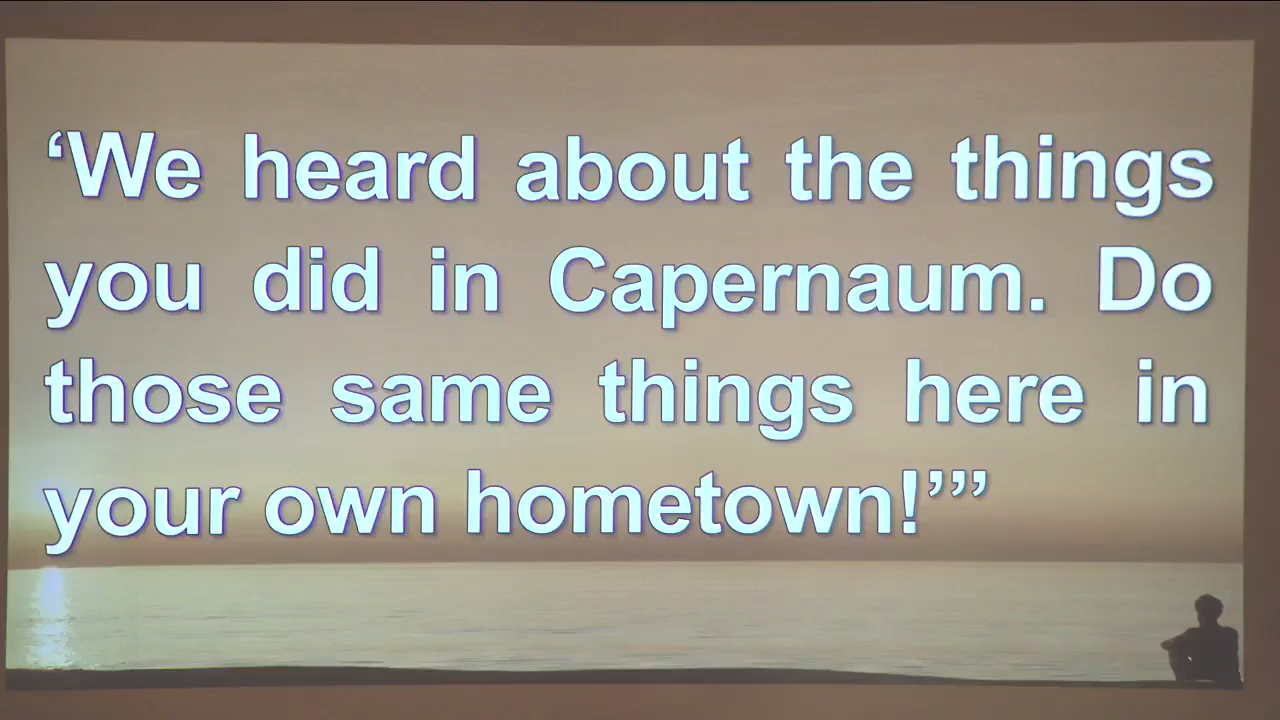 ‘We heard about the things
you did in Capernaum. Do
those same things here in
your own hometown!’”